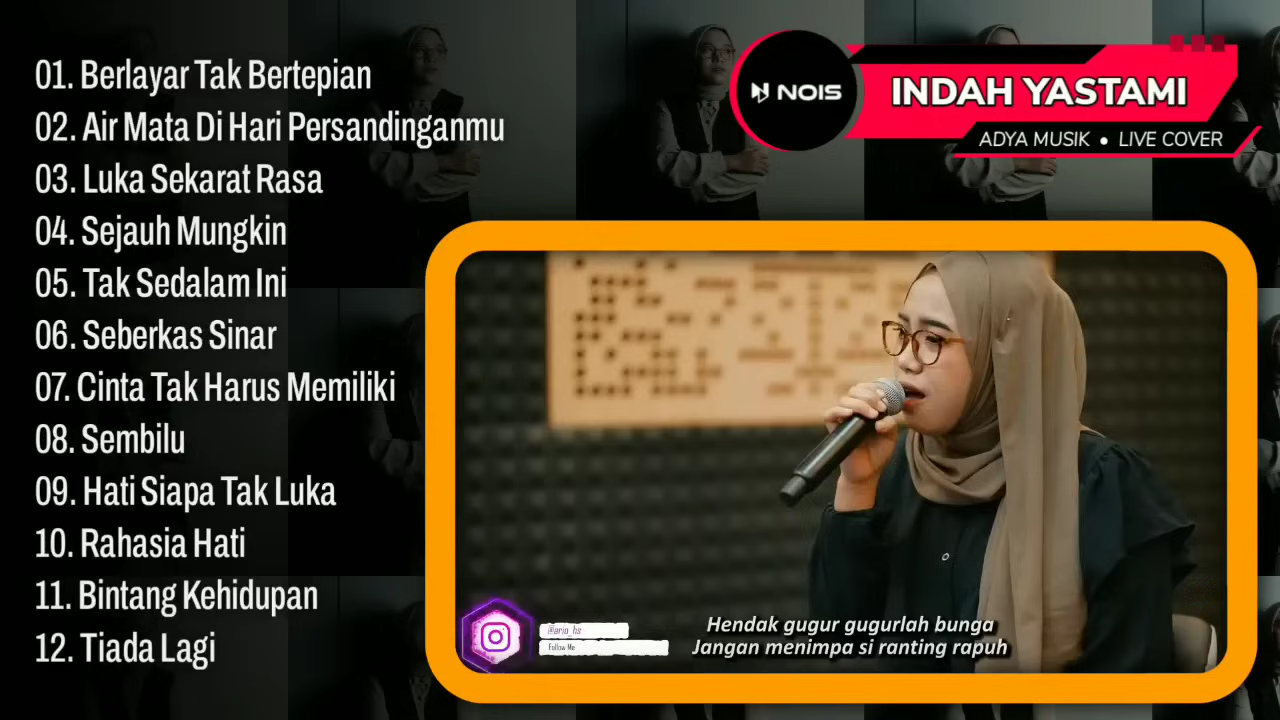 01. Berlayar Tak Bertepian
02. Air Mata Di Hari Persandinganmu
03. Luka Sekarat Rasa
04. Sejauh Mungkin
05. Tak Sedalam Ini
06. Seberkas Sinar
07. Cinta Tak Harus Memiliki
08. Sembilu
09. Hati Siapa Tak Luka
10. Rahasia Hati
11. Bintang Kehidupan
12. Tiada Lagi
NOIS
INDAH YASTAMI
ADYA MUSIK • LIVE COVER
@ario_hs
Follow Me
Hendak gugur gugurlah bunga
Jangan menimpa si ranting rapuh